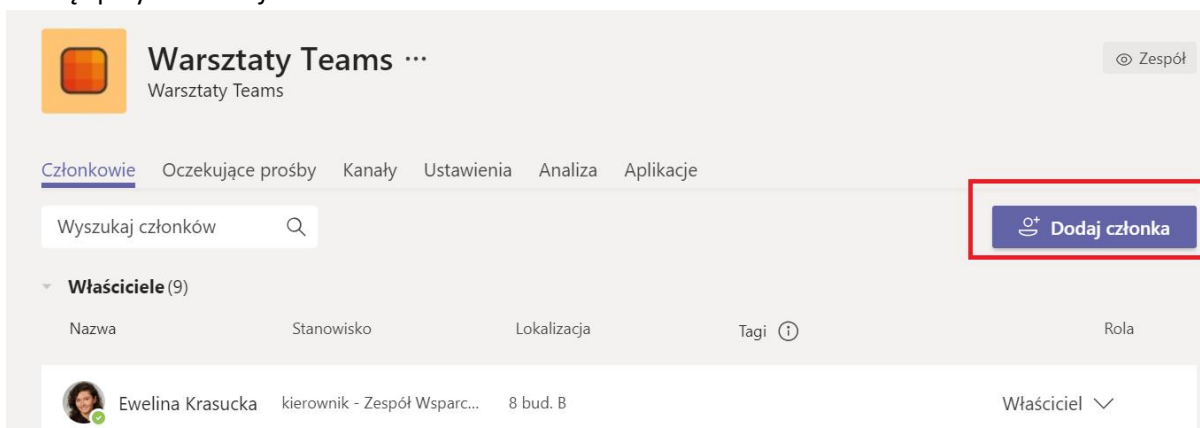 Warsztaty Teams ...
Warsztaty Teams
Zespół
Członkowie Oczekujące prośby Kanały Ustawienia Analiza Aplikacje
Wyszukaj członków
Dodaj członka
Właściciele (9)
Nazwa Stanowisko Lokalizacja Tagi Rola
Ewelina Krasucka kierownik - Zespół Wsparc... 8 bud. B Właściciel